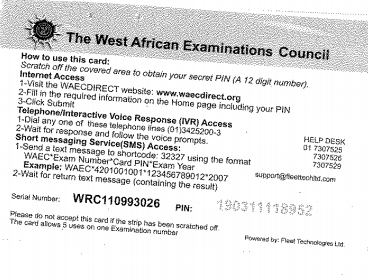 The West African Examinations Council
How to use this card:
Scratch off the covered area to obtain your secret PIN (A 12 digit number).
Internet Access
1-Visit the WAECDIRECT website: www.waecdirect.org
2-Fill in the required information on the Home page including your PIN
3-Click Submit
Telephone/Interactive Voice Response (IVR) Access
1-Dial any one of these telephone lines (01)3425200-3
2-Wait for response and follow the voice prompts.
Short messaging Service(SMS) Access:
1-Send a text message to shortcode: 32327 using the format
WAEC*Exam Number*Card PIN*Exam Year
Example: WAEC*4201001001*123456789012*2007
2-Wait for return text message (containing the result)
HELP DESK
01 7307525
7307526
7307529
support@fleettechltd.com
Serial Number: WRC110993026 PIN: 190311118952
Please do not accept this card if the strip has been scratched off.
The card allows 5 uses on one Examination number
Powered by: Fleet Technologies Ltd.